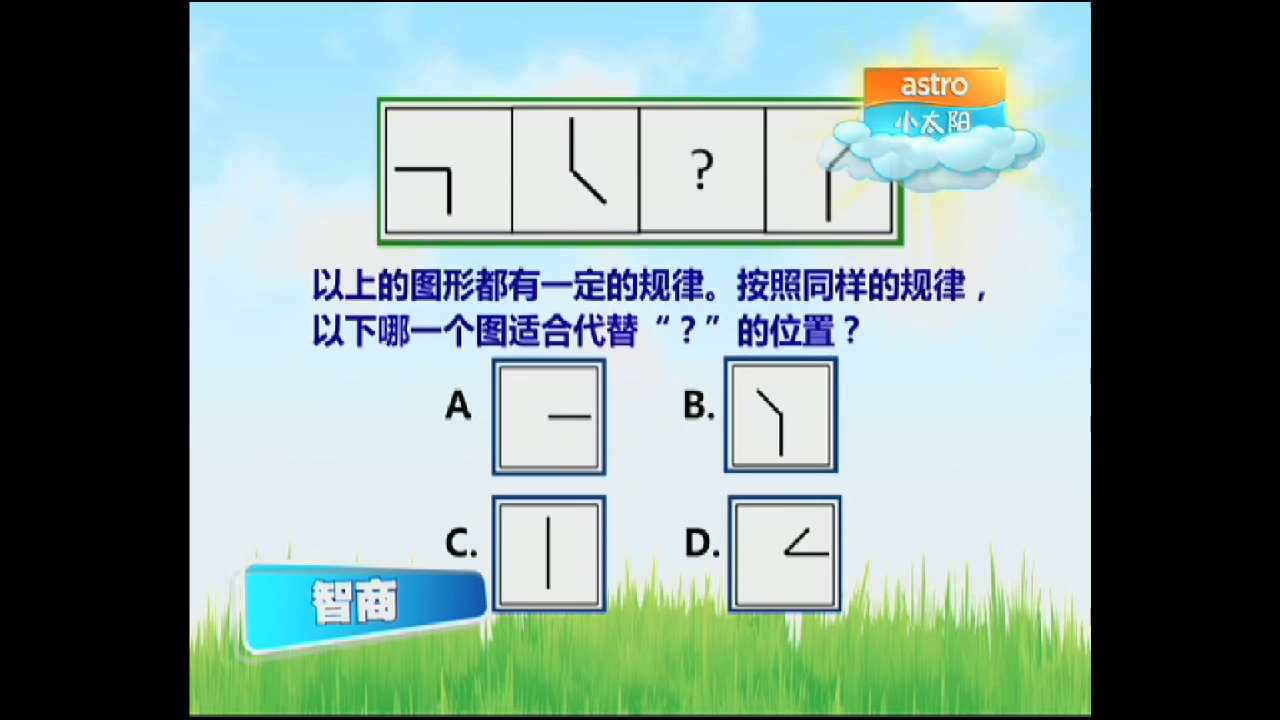 astro
小太阳
?
以上的图形都有一定的规律。按照同样的规律，
以下哪一个图适合代替“？”的位置？
A
B.
C.
D.
智商